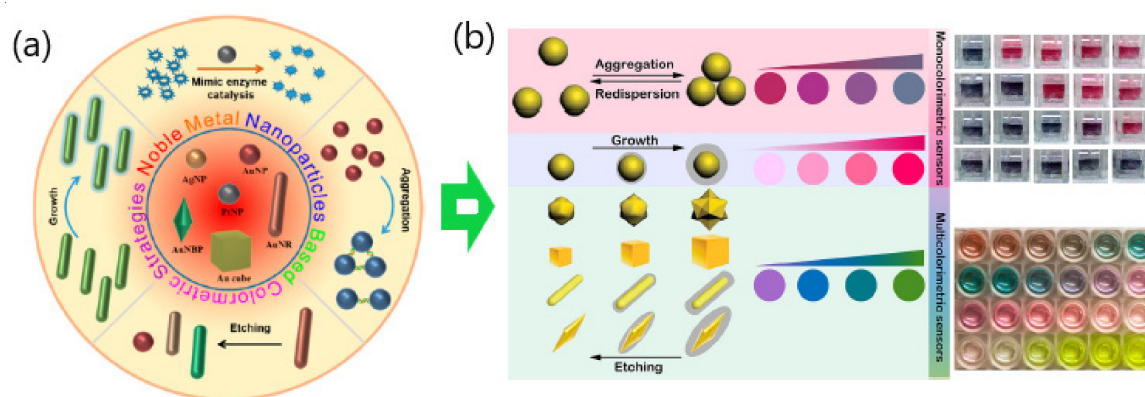 (a)
Mimic enzyme
catalysis
Noble Metal Nanoparticles Based Colormetric Strategies
AgNP
AuNP
PtNP
AuNBP
AuNR
Au cube
Growth
Aggregation
Etching
(b)
Aggregation
Redispersion
Growth
Etching
Monocolorimetric
sensors
Multicolorimetric
sensors